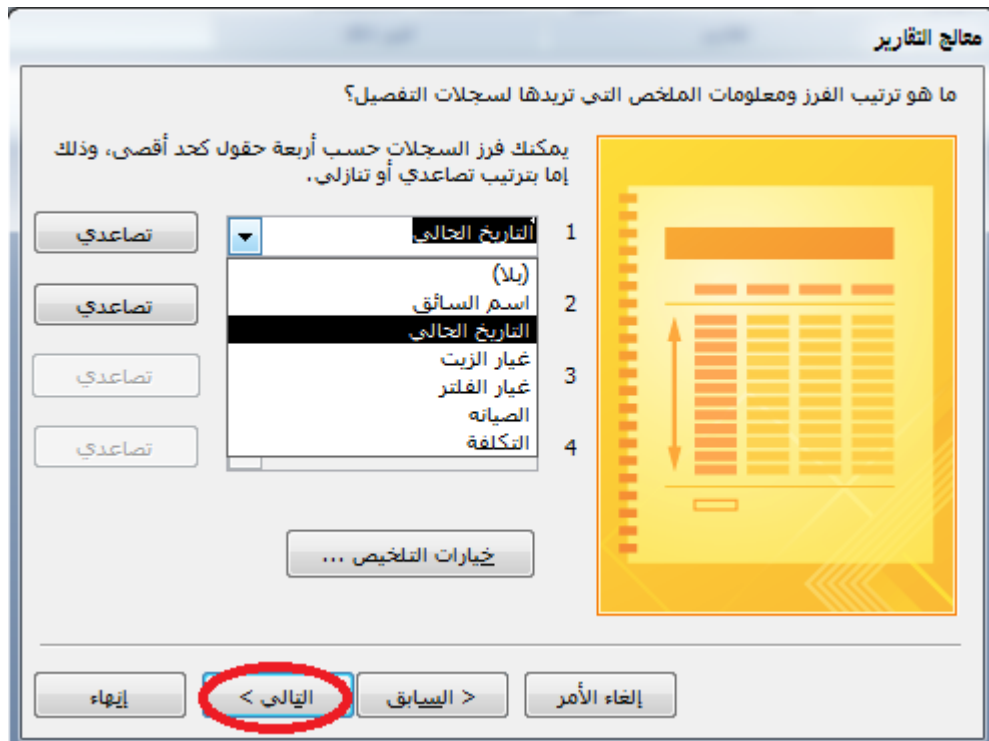 معالج التقارير
ما هو ترتيب الفرز ومعلومات الملخص التي تريدها لسجلات التفصيل؟
يمكنك فرز السجلات حسب أربعة حقول كحد أقصى، وذلك
إما بترتيب تصاعدي أو تنازلي.
1 التاريخ الحالي تصاعدي
(بلا)
2 اسم السائق تصاعدي
التاريخ الحالي
غيار الزيت
3 تصاعدي
غيار الفلتر
الصيانه
4 التكلفة تصاعدي
خيارات التلخيص ...
إلغاء الأمر < السابق التالي > إنهاء